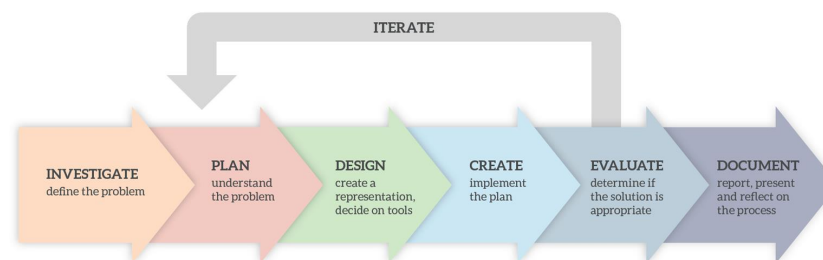 ITERATE
INVESTIGATE
define the problem
PLAN
understand
the problem
DESIGN
create a
representation,
decide on tools
CREATE
implement
the plan
EVALUATE
determine if
the solution is
appropriate
DOCUMENT
report, present
and reflect on
the process